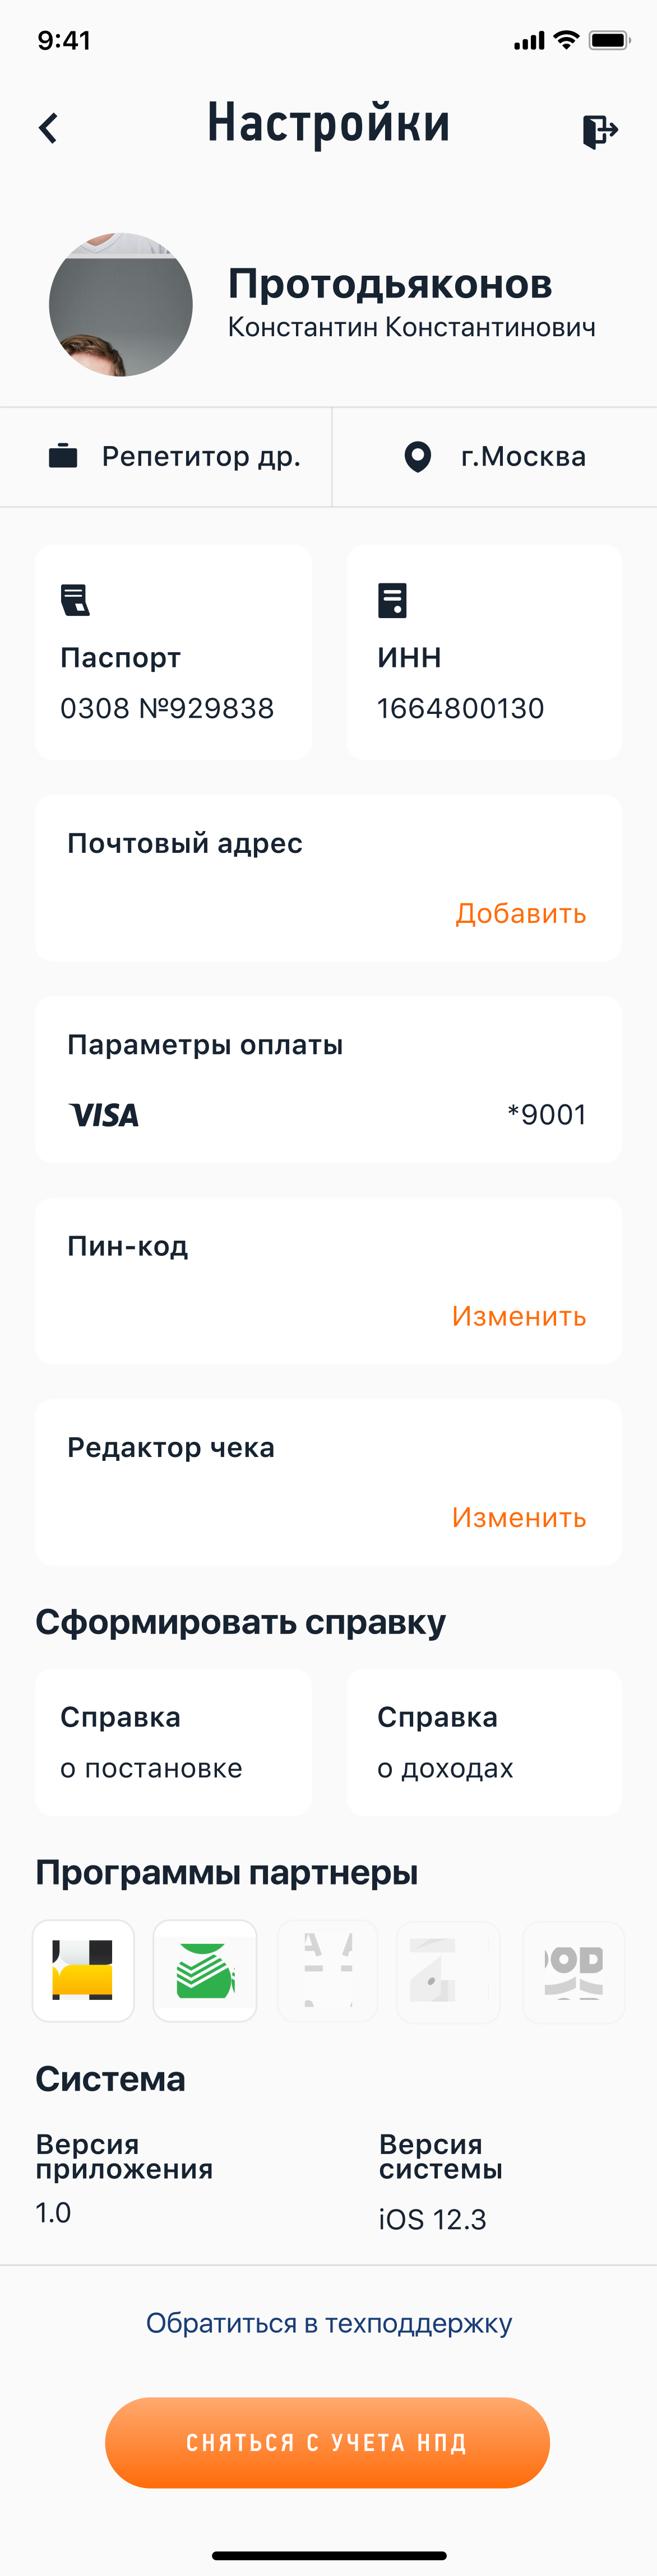 9:41
Настройки
Протодьяконов
Константин Константинович
Репетитор др.
г.Москва
Паспорт
0308 №929838
ИНН
1664800130
Почтовый адрес
Добавить
Параметры оплаты
VISA
*9001
Пин-код
Изменить
Редактор чека
Изменить
Сформировать справку
Справка
о постановке
Справка
о доходах
Программы партнеры
Система
Версия
приложения
1.0
Версия
системы
iOS 12.3
Обратиться в техподдержку
СНЯТЬСЯ С УЧЕТА НПД